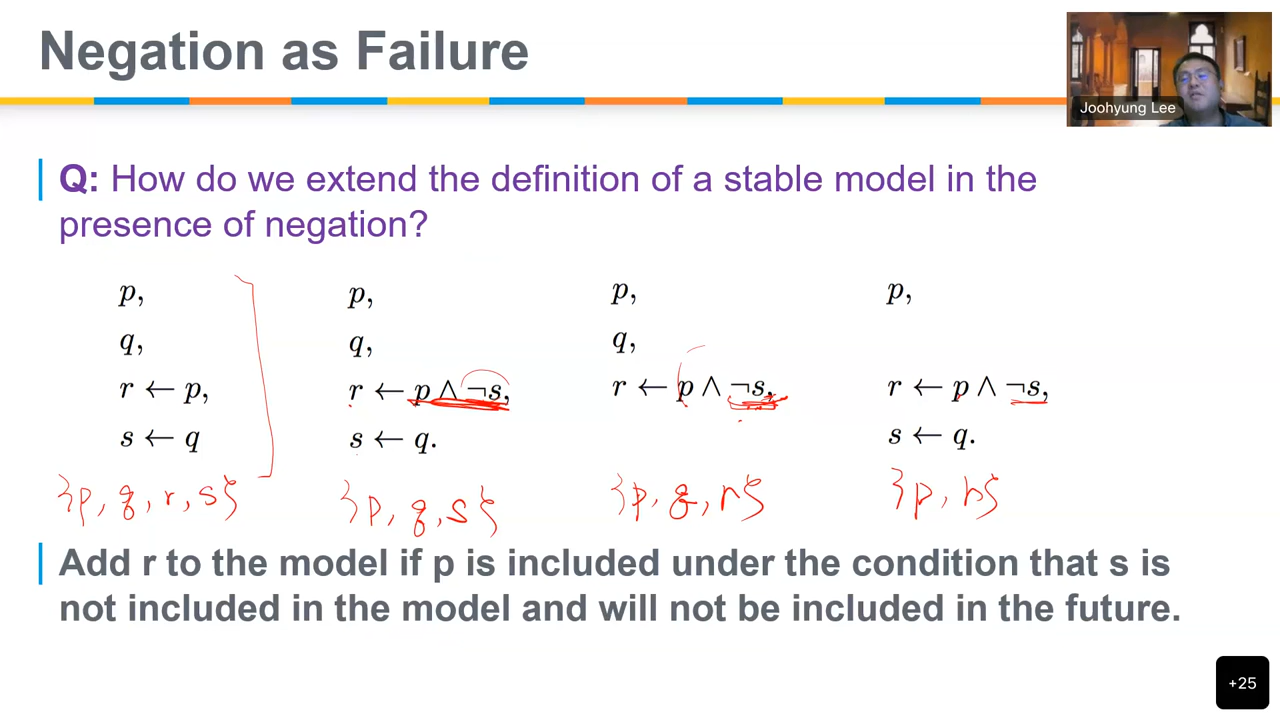 Negation as Failure
Joohyung Lee
Q: How do we extend the definition of a stable model in the
presence of negation?
p,
q,
r ← p,
s ← q
{p, q, r, s}
p,
q,
r ← p ∧ ¬s,
s ← q.
{p, q, s}
p,
q,
r ← p ∧ ¬s,
{p, q, r}
p,
r ← p ∧ ¬s,
s ← q.
{p, r}
Add r to the model if p is included under the condition that s is
not included in the model and will not be included in the future.
+25